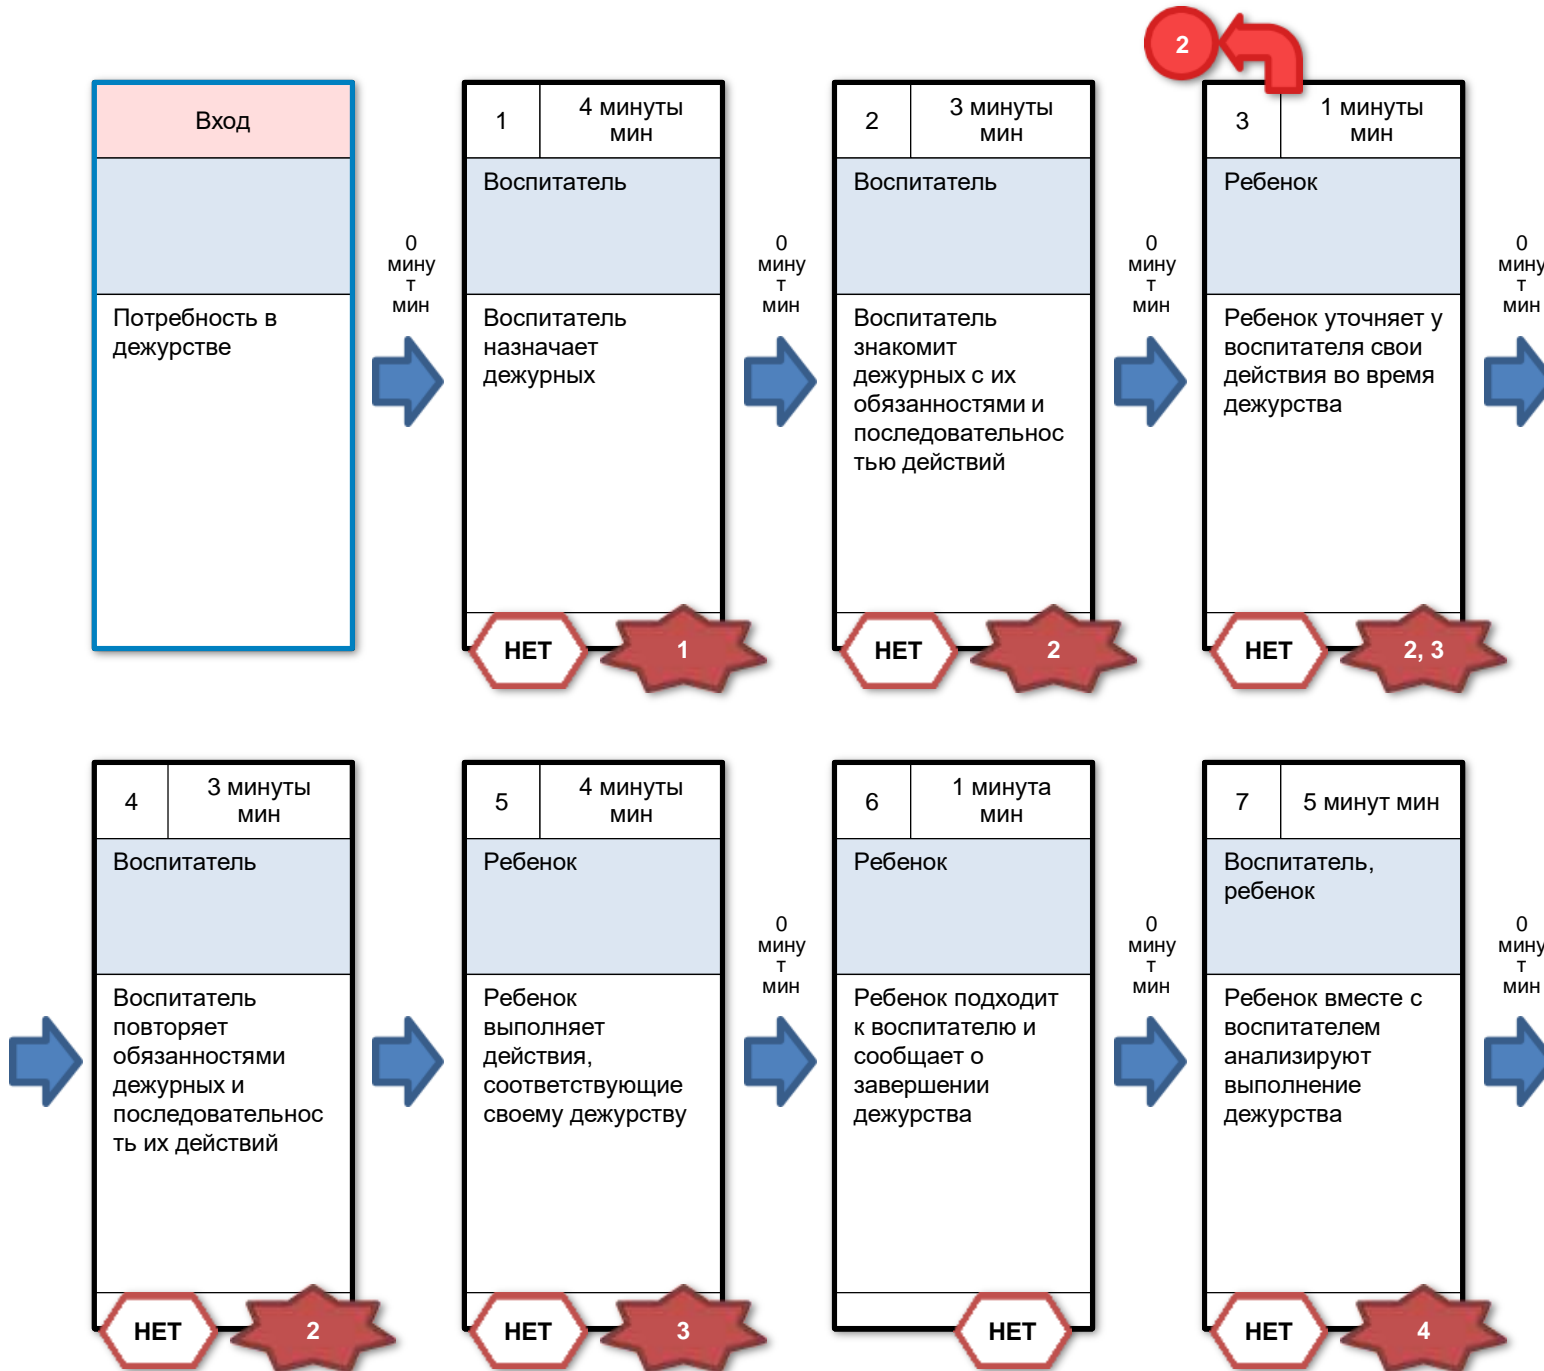 2
Вход
Потребность в
дежурстве
0
мину
т
мин
1
4 минуты
мин
Воспитатель
Воспитатель
назначает
дежурных
НЕТ
1
0
мину
т
мин
2
3 минуты
мин
Воспитатель
Воспитатель
знакомит
дежурных с их
обязанностями и
последовательнос
тью действий
НЕТ
2
0
мину
т
мин
3
1 минуты
мин
Ребенок
Ребенок уточняет у
воспитателя свои
действия во время
дежурства
НЕТ
2, 3
0
мину
т
мин
4
3 минуты
мин
Воспитатель
Воспитатель
повторяет
обязанностями
дежурных и
последовательнос
ть их действий
НЕТ
2
5
4 минуты
мин
Ребенок
Ребенок
выполняет
действия,
соответствующие
своему дежурству
НЕТ
3
0
мину
т
мин
6
1 минута
мин
Ребенок
Ребенок подходит
к воспитателю и
сообщает о
завершении
дежурства
НЕТ
0
мину
т
мин
7
5 минут мин
Воспитатель,
ребенок
Ребенок вместе с
воспитателем
анализируют
выполнение
дежурства
НЕТ
4
0
мину
т
мин